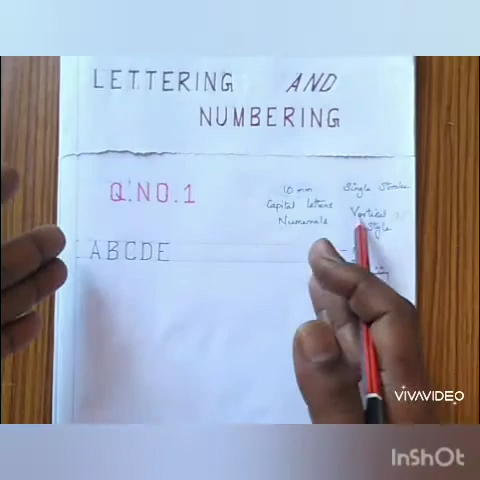 LETTERING AND
NUMBERING
Q.NO.1
10 mm
Capital letters
Numerals
Single Stroke
Vertical
Style
ABCDE
VIVAVIDEO
InShOt